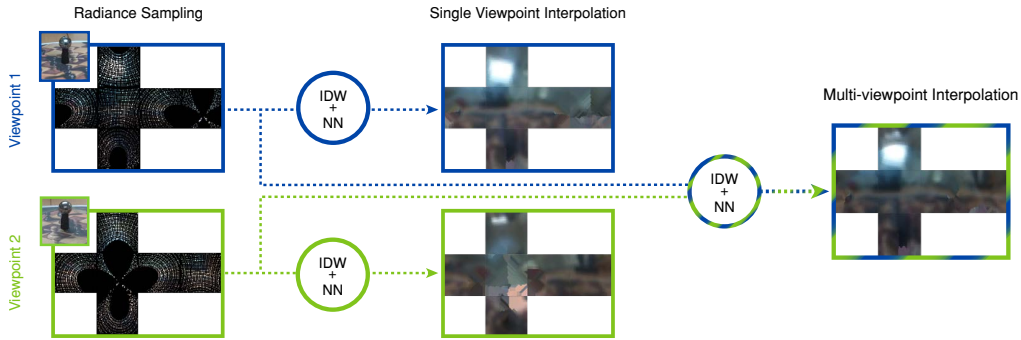 Radiance Sampling
Single Viewpoint Interpolation
Multi-viewpoint Interpolation
Viewpoint 1
IDW
+
NN
IDW
+
NN
Viewpoint 2
IDW
+
NN